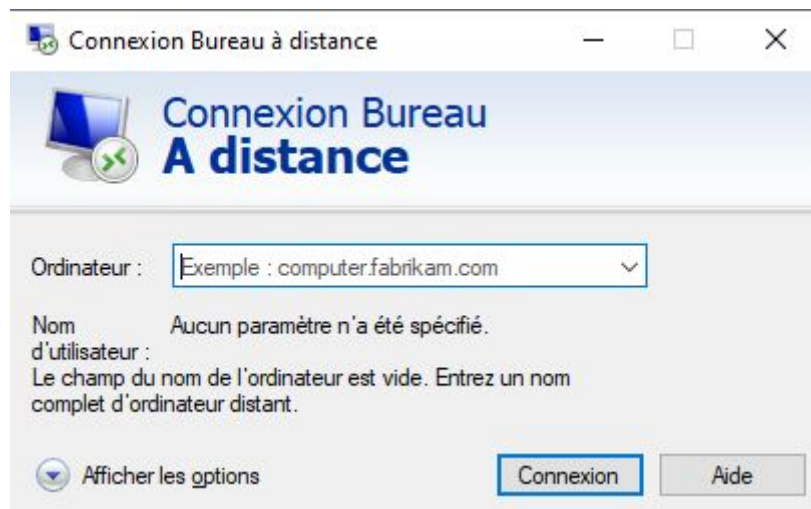 Connexion Bureau à distance
Connexion Bureau
A distance
Ordinateur :
Exemple : computer.fabrikam.com
Nom
d'utilisateur :
Aucun paramètre n'a été spécifié.
Le champ du nom de l'ordinateur est vide. Entrez un nom
complet d'ordinateur distant.
Afficher les options
Connexion
Aide